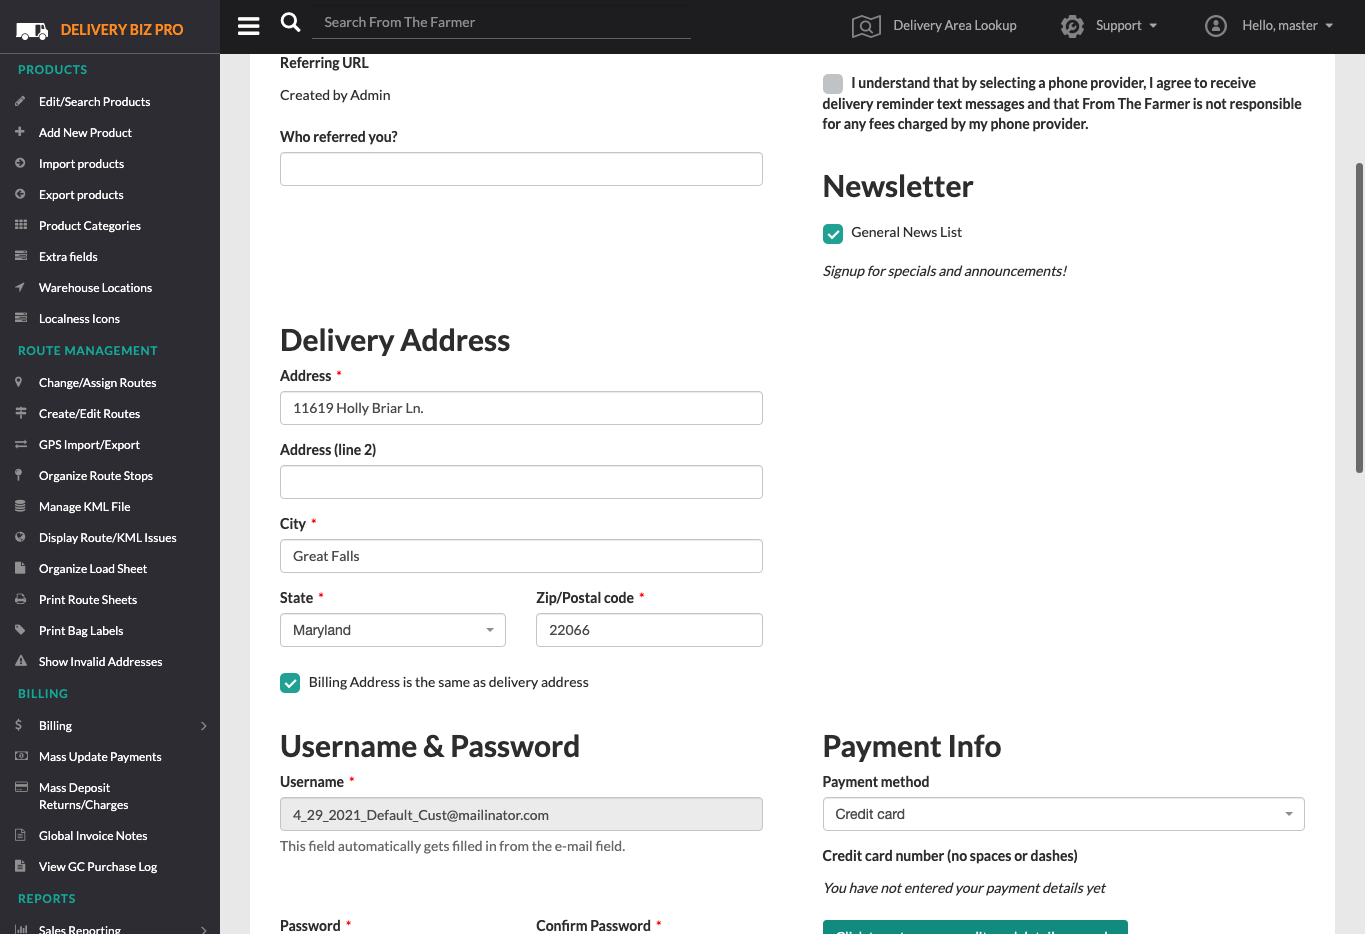 DELIVERY BIZ PRO
Search From The Farmer
Delivery Area Lookup
Support
Hello, master
PRODUCTS
Edit/Search Products
Add New Product
Import products
Export products
Product Categories
Extra fields
Warehouse Locations
Localness Icons
ROUTE MANAGEMENT
Change/Assign Routes
Create/Edit Routes
GPS Import/Export
Organize Route Stops
Manage KML File
Display Route/KML Issues
Organize Load Sheet
Print Route Sheets
Print Bag Labels
Show Invalid Addresses
BILLING
Billing
Mass Update Payments
Mass Deposit
Returns/Charges
Global Invoice Notes
View GC Purchase Log
REPORTS
Sales Reporting
Referring URL
Created by Admin
Who referred you?
I understand that by selecting a phone provider, I agree to receive
delivery reminder text messages and that From The Farmer is not responsible
for any fees charged by my phone provider.
Newsletter
General News List
Signup for specials and announcements!
Delivery Address
Address *
11619 Holly Briar Ln.
Address (line 2)
City *
Great Falls
State *
Zip/Postal code *
Maryland
22066
Billing Address is the same as delivery address
Username & Password
Username *
4_29_2021_Default_Cust@mailinator.com
This field automatically gets filled in from the e-mail field.
Password *
Confirm Password *
Payment Info
Payment method
Credit card
Credit card number (no spaces or dashes)
You have not entered your payment details yet